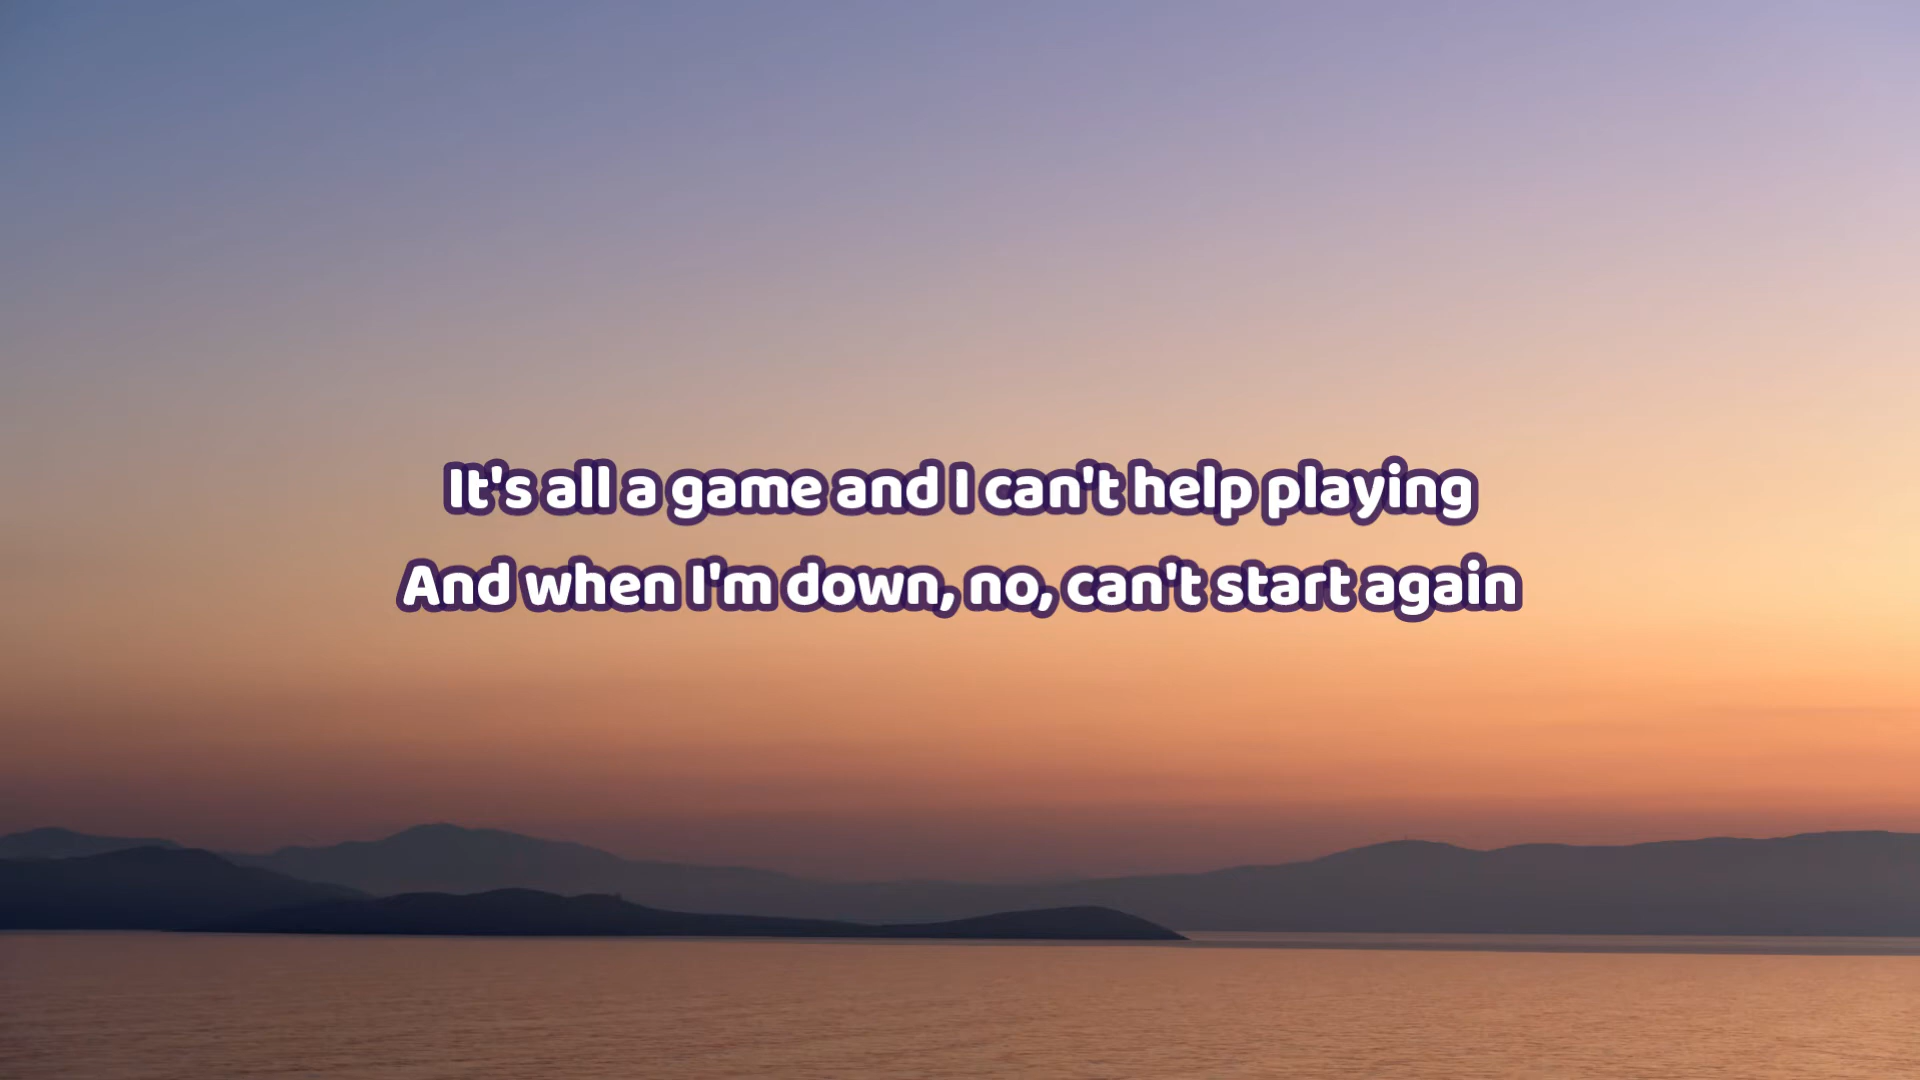 It's all a game and I can't help playing
And when I'm down, no, can't start again